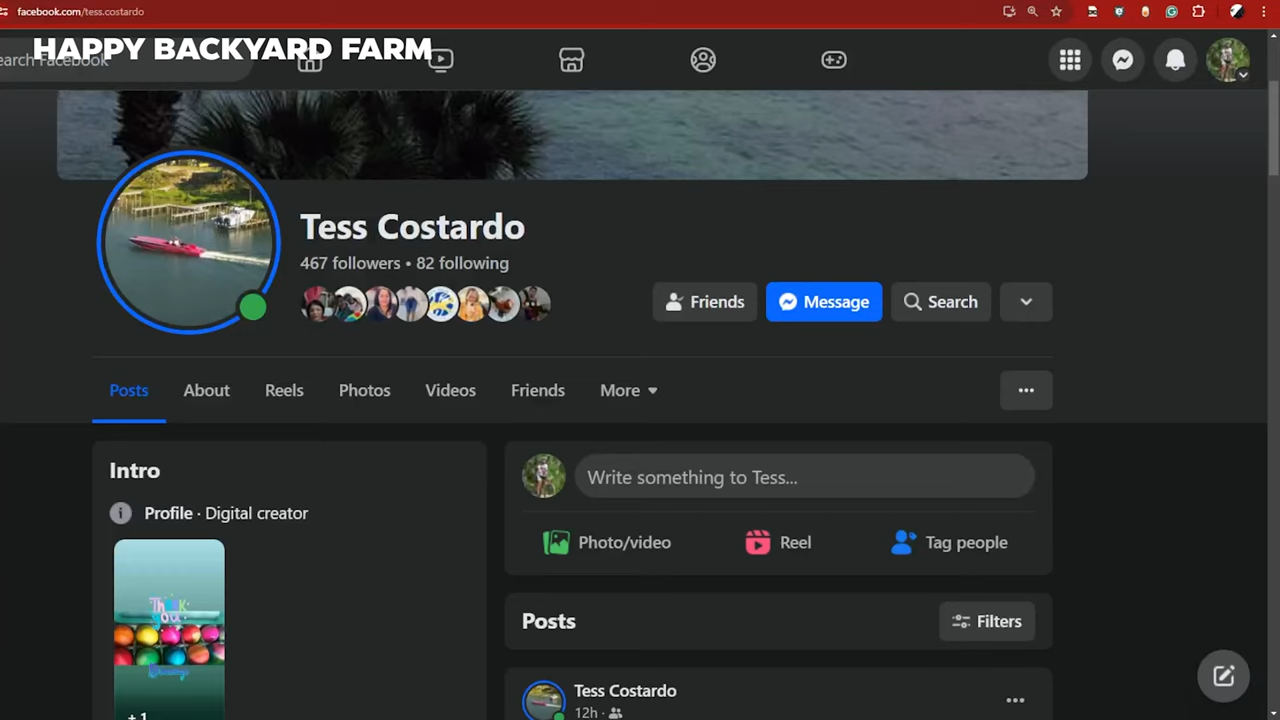 facebook.com/tess.costardo
HAPPY BACKYARD FARM
earch Facebook
Tess Costardo
467 followers • 82 following
Friends
Message
Search
Posts
About
Reels
Photos
Videos
Friends
More
Intro
Profile · Digital creator
Thank
you
+1
Write something to Tess...
Photo/video
Reel
Tag people
Posts
Filters
Tess Costardo
12h ·